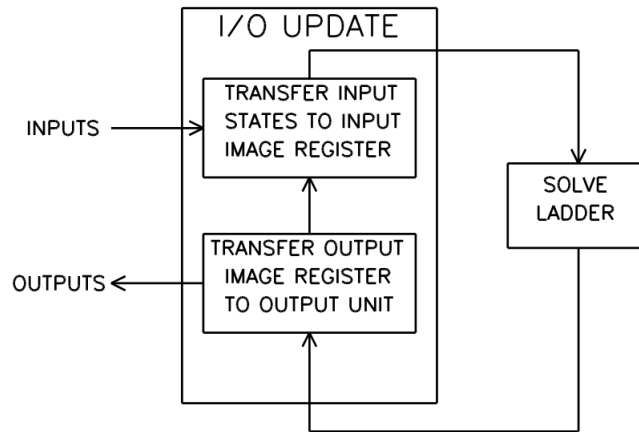 I/O UPDATE
TRANSFER INPUT
STATES TO INPUT
IMAGE REGISTER
INPUTS
SOLVE
LADDER
TRANSFER OUTPUT
IMAGE REGISTER
TO OUTPUT UNIT
OUTPUTS